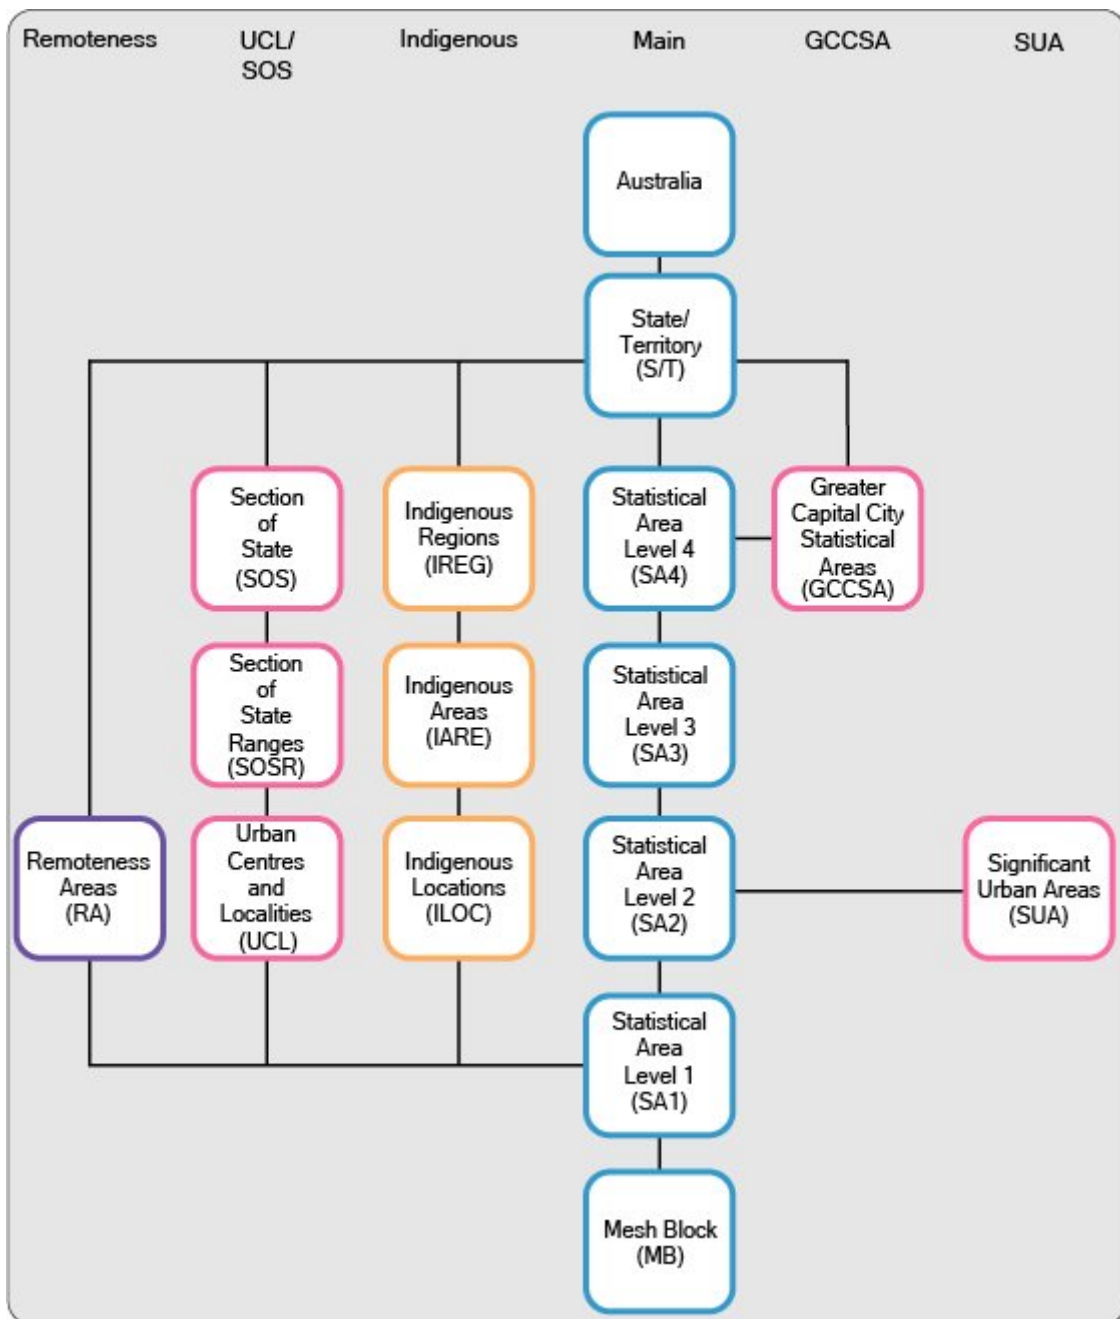 Remoteness
UCL/
SOS
Indigenous
Main
GCCSA
SUA
Australia
State/
Territory
(S/T)
Section
of
State
(SOS)
Indigenous
Regions
(IREG)
Statistical
Area
Level 4
(SA4)
Greater
Capital City
Statistical
Areas
(GCCSA)
Section
of
State
Ranges
(SOSR)
Indigenous
Areas
(IARE)
Statistical
Area
Level 3
(SA3)
Remoteness
Areas
(RA)
Urban
Centres
and
Localities
(UCL)
Indigenous
Locations
(ILOC)
Statistical
Area
Level 2
(SA2)
Significant
Urban Areas
(SUA)
Statistical
Area
Level 1
(SA1)
Mesh Block
(MB)